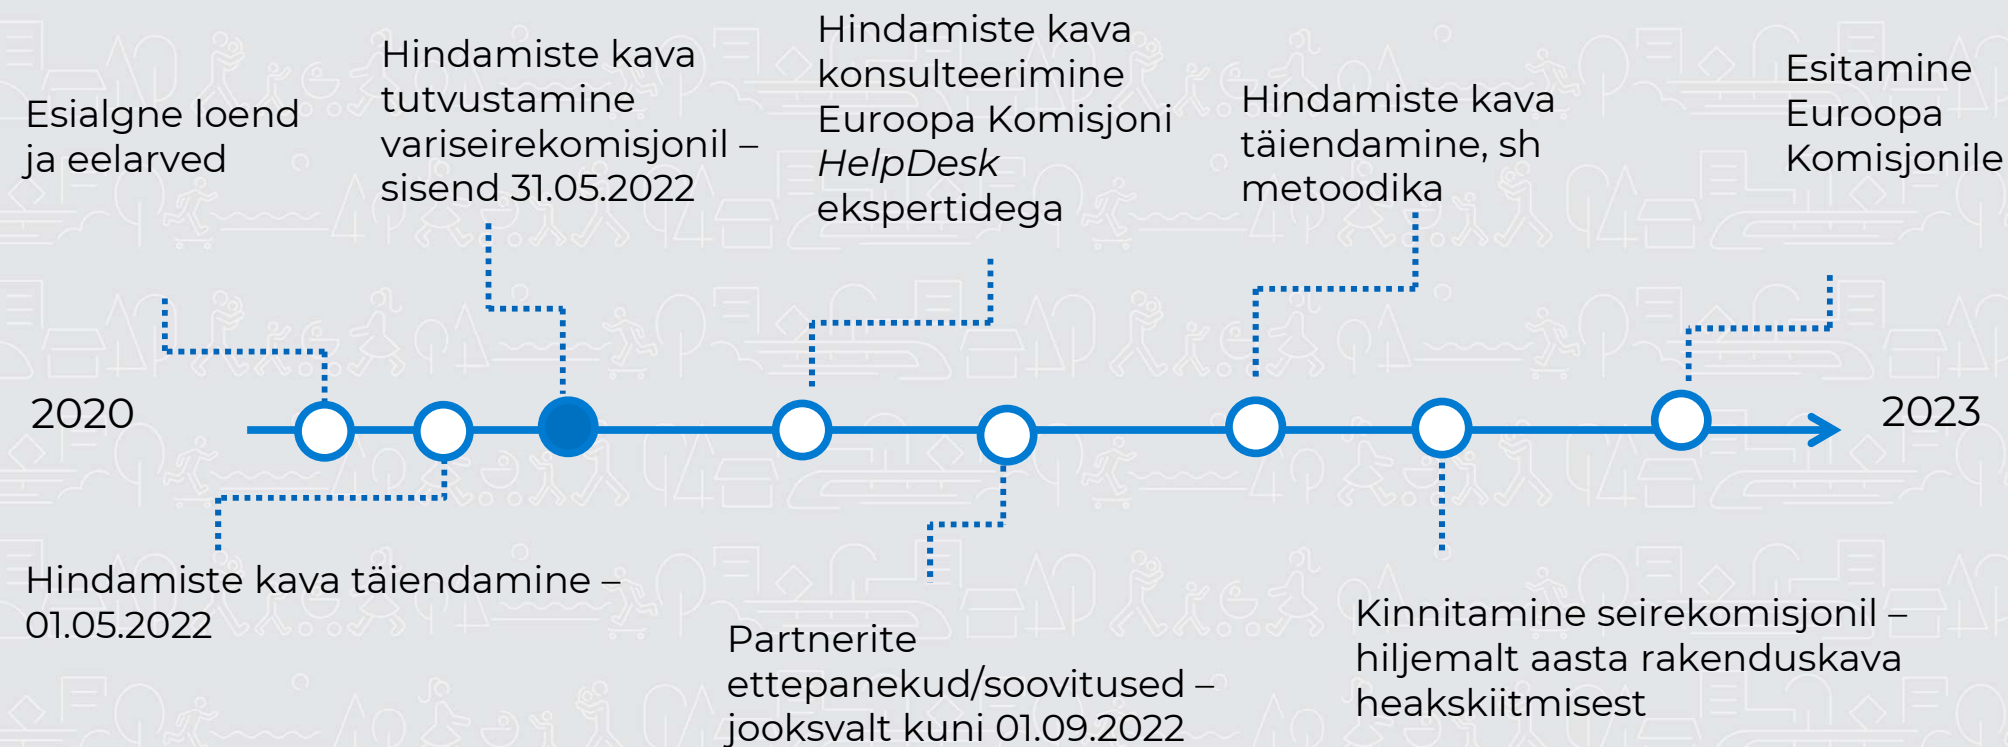 Esialgne loend
ja eelarved
Hindamiste kava
tutvustamine
variseirekomisjonil –
sisend 31.05.2022
Hindamiste kava
konsulteerimine
Euroopa Komisjoni
HelpDesk
ekspertidega
Hindamiste kava
täiendamine, sh
metoodika
Esitamine
Euroopa
Komisjonile
2020
2023
Hindamiste kava täiendamine –
01.05.2022
Partnerite
ettepanekud/soovitused –
jooksvalt kuni 01.09.2022
Kinnitamine seirekomisjonil –
hiljemalt aasta rakenduskava
heakskiitmisest